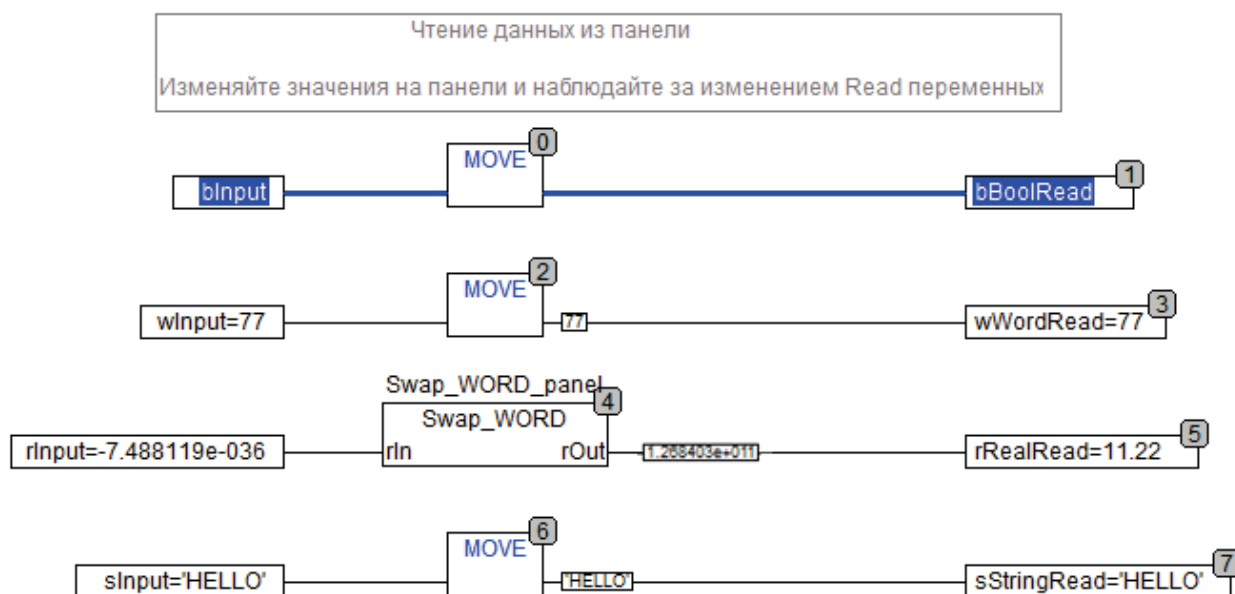 Чтение данных из панели
Изменяйте значения на панели и наблюдайте за изменением Read переменных
0
MOVE
1
bInput
bBoolRead
2
MOVE
3
wInput=77
77
wWordRead=77
Swap_WORD_panel
4
Swap_WORD
5
rInput=-7.488119e-036
rIn
rOut
1.268403e+011
rRealRead=11.22
6
MOVE
7
sInput='HELLO'
'HELLO'
sStringRead='HELLO'